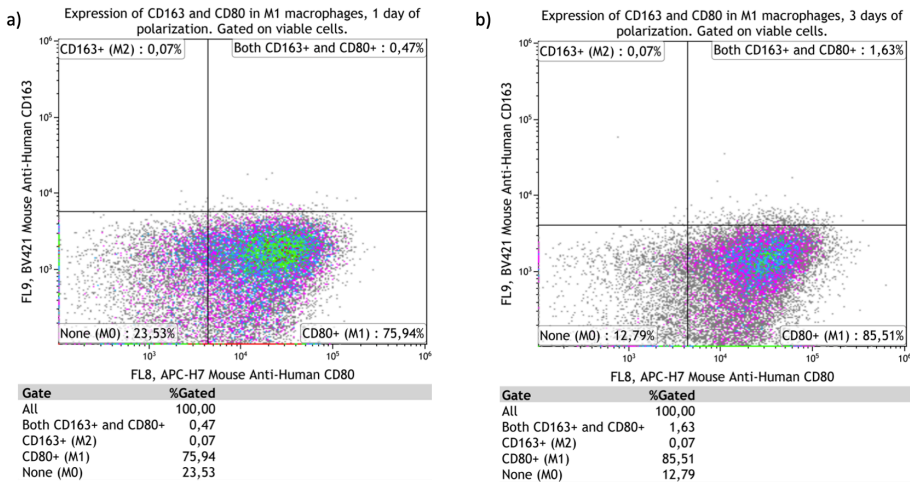 a)
Expression of CD163 and CD80 in M1 macrophages, 1 day
of polarization. Gated on viable cells.
CD163+ (M2) : 0,07%
Both CD163+ and CD80+ : 0,47%
10⁶
10⁵
10⁴
10³
FL9, BV421 Mouse Anti-Human CD163
None (M0) : 23,53%
CD80+ (M1) : 75,94%
10³
10⁴
10⁵
10⁶
FL8, APC-H7 Mouse Anti-Human CD80
Gate %Gated
All 100,00
Both CD163+ and CD80+ 0,47
CD163+ (M2) 0,07
CD80+ (M1) 75,94
None (M0) 23,53
b)
Expression of CD163 and CD80 in M1 macrophages, 3 days of
polarization. Gated on viable cells.
CD163+ (M2) : 0,07%
Both CD163+ and CD80+ : 1,63%
10⁶
10⁵
10⁴
10³
FL9, BV421 Mouse Anti-Human CD163
None (M0) : 12,79%
CD80+ (M1) : 85,51%
10³
10⁴
10⁵
10⁶
FL8, APC-H7 Mouse Anti-Human CD80
Gate %Gated
All 100,00
Both CD163+ and CD80+ 1,63
CD163+ (M2) 0,07
CD80+ (M1) 85,51
None (M0) 12,79